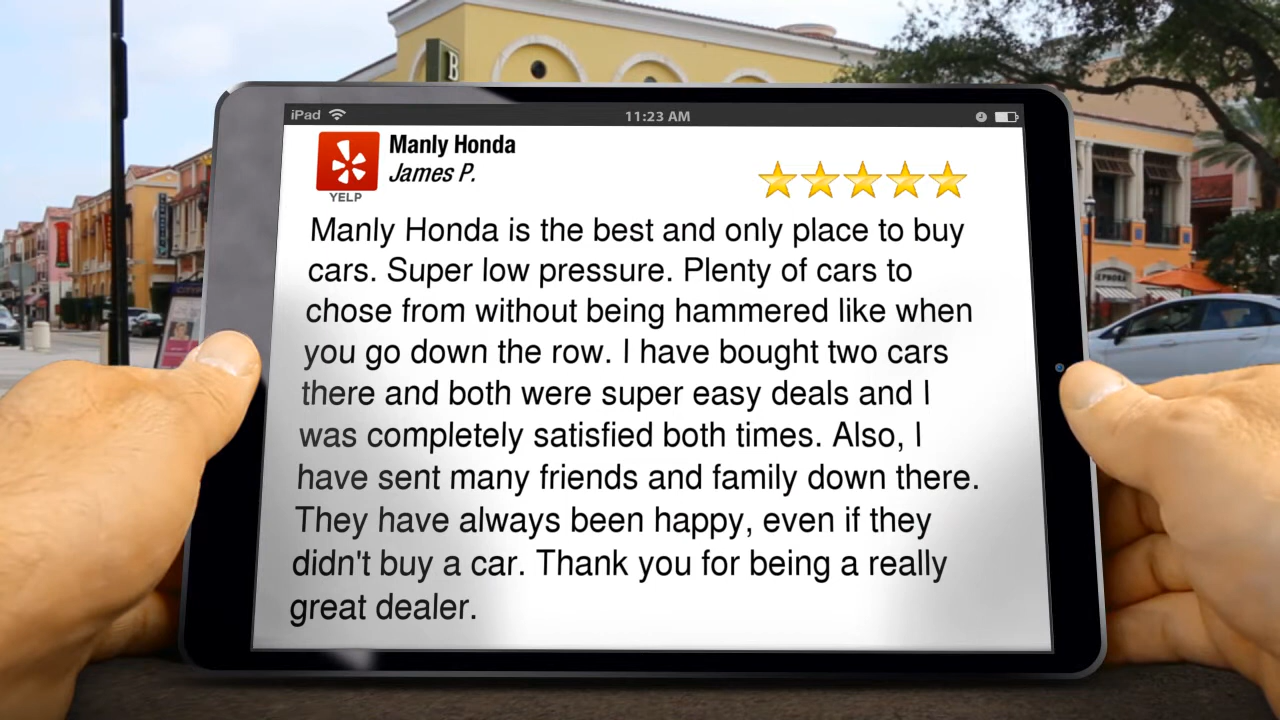 B
iPad
11:23 AM
Manly Honda
James P.
YELP
Manly Honda is the best and only place to buy
cars. Super low pressure. Plenty of cars to
chose from without being hammered like when
you go down the row. I have bought two cars
there and both were super easy deals and I
was completely satisfied both times. Also, I
have sent many friends and family down there.
They have always been happy, even if they
didn't buy a car. Thank you for being a really
great dealer.
SEPHORA